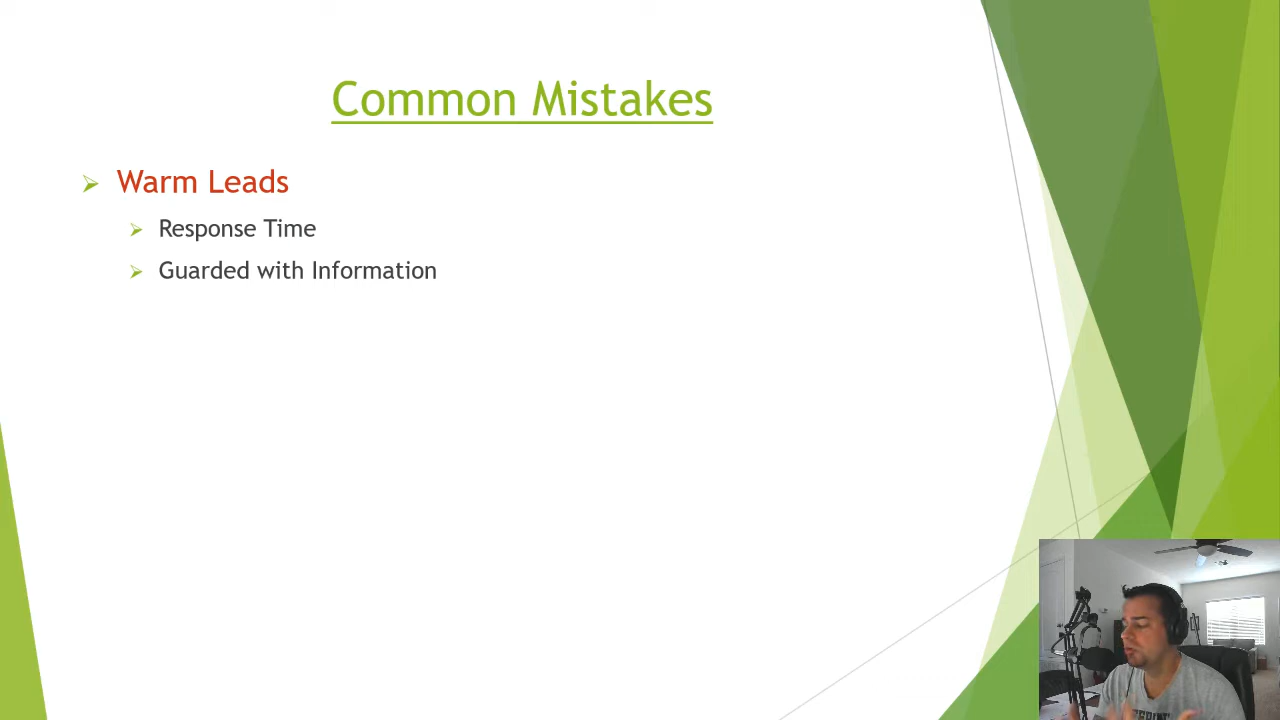 Common Mistakes
Warm Leads
Response Time
Guarded with Information